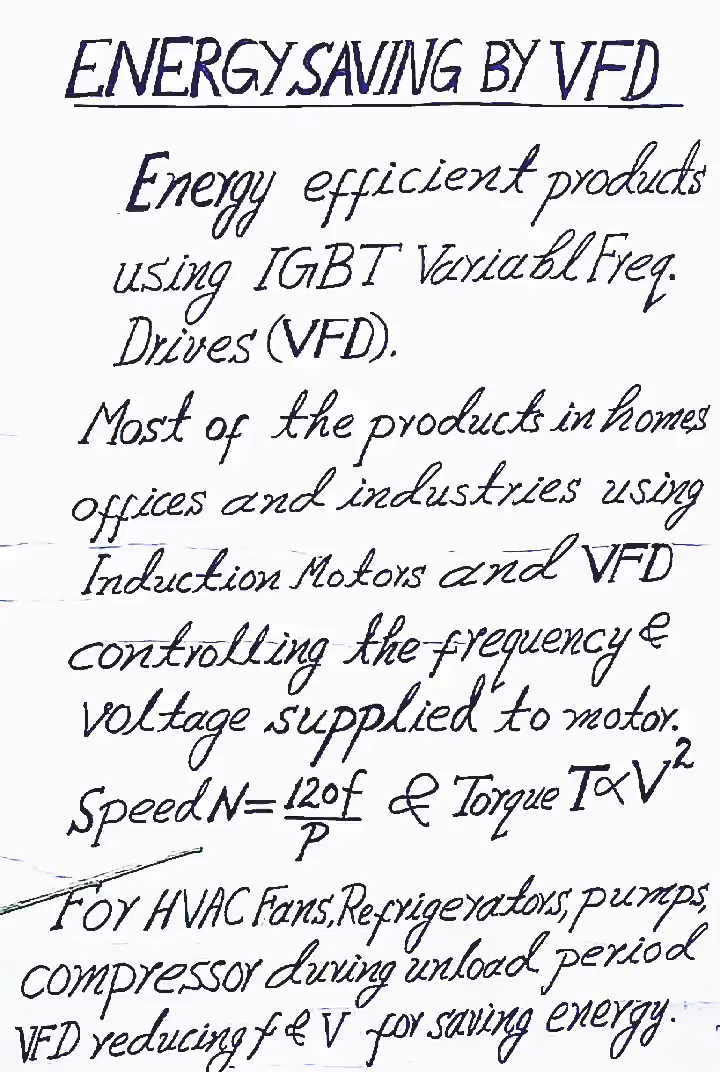 ENERGY SAVING BY VFD
Energy efficient products
using IGBT Variabl Freq.
Drives (VFD).
Most of the products in homes
offices and industries using
Induction Motors and VFD
controlling the frequency &
voltage supplied to motor.
Speed N = 120f/P & Torque T ∝ V²
For HVAC Fans, Refrigerators, pumps,
compressor during unload period
VFD reducing f & V for saving energy.